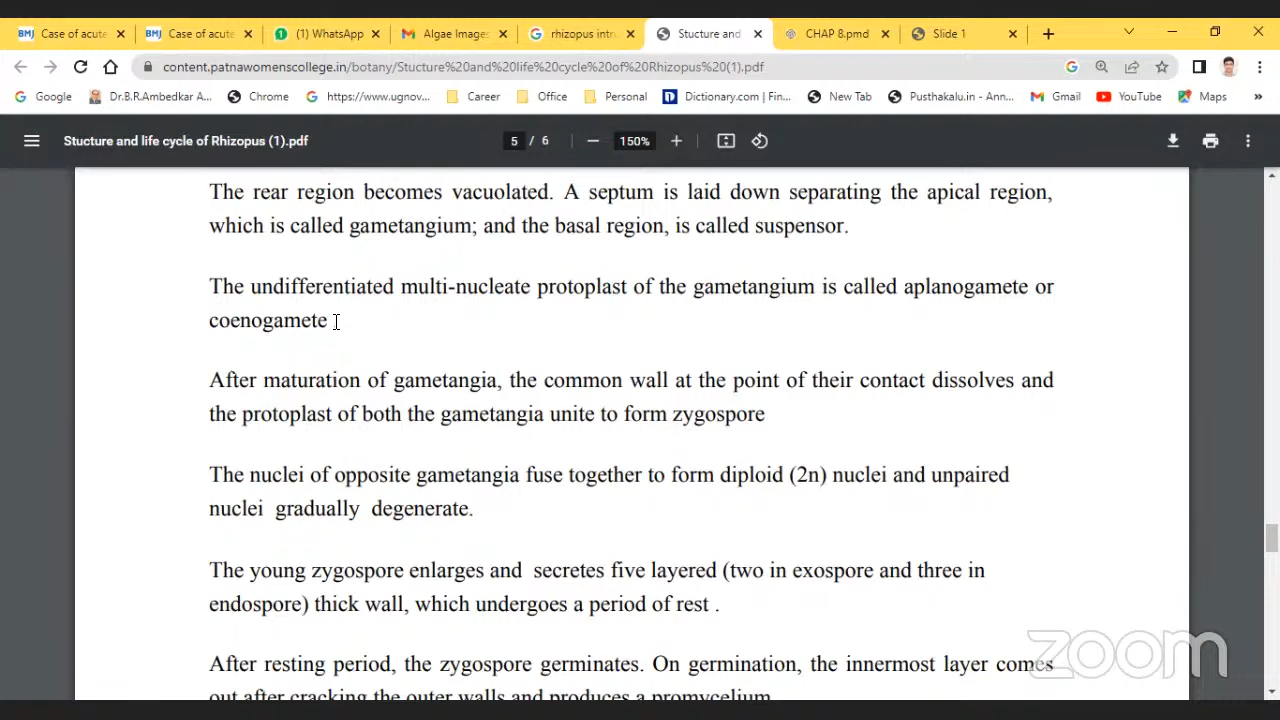 BMJ Case of acute
BMJ Case of acute
(1) WhatsApp
Algae Images
rhizopus intr
Stucture and
CHAP 8.pmd
Slide 1
content.patnawomenscollege.in/botany/Stucture%20and%20life%20cycle%20of%20Rhizopus%20(1).pdf
Google Dr.B.R.Ambedkar A... Chrome https://www.ugnov... Career Office Personal Dictionary.com | Fin... New Tab Pusthakalu.in - Ann... Gmail YouTube Maps »
Stucture and life cycle of Rhizopus (1).pdf 5 / 6 150%
The rear region becomes vacuolated. A septum is laid down separating the apical region,
which is called gametangium; and the basal region, is called suspensor.
The undifferentiated multi-nucleate protoplast of the gametangium is called aplanogamete or
coenogamete
After maturation of gametangia, the common wall at the point of their contact dissolves and
the protoplast of both the gametangia unite to form zygospore
The nuclei of opposite gametangia fuse together to form diploid (2n) nuclei and unpaired
nuclei gradually degenerate.
The young zygospore enlarges and secretes five layered (two in exospore and three in
endospore) thick wall, which undergoes a period of rest .
After resting period, the zygospore germinates. On germination, the innermost layer comes
out after cracking the outer walls and produces a promycelium
zoom